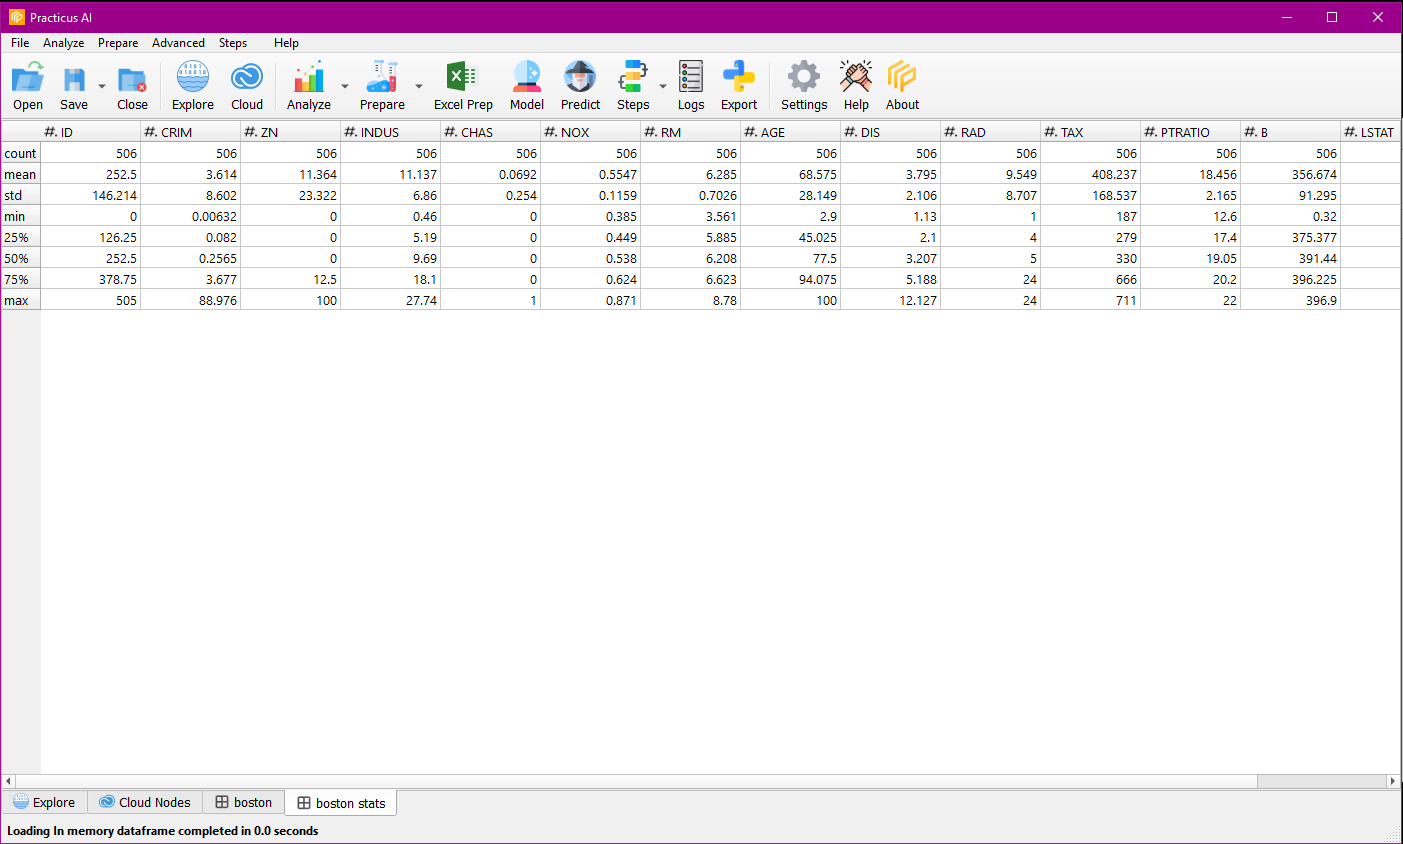 Practicus AI
File Analyze Prepare Advanced Steps Help
Open Save Close Explore Cloud Analyze Prepare Excel Prep Model Predict Steps Logs Export Settings Help About
#. ID #. CRIM #. ZN #. INDUS #. CHAS #. NOX #. RM #. AGE #. DIS #. RAD #. TAX #. PTRATIO #. B #. LSTAT
count 506 506 506 506 506 506 506 506 506 506 506 506 506
mean 252.5 3.614 11.364 11.137 0.0692 0.5547 6.285 68.575 3.795 9.549 408.237 18.456 356.674
std 146.214 8.602 23.322 6.86 0.254 0.1159 0.7026 28.149 2.106 8.707 168.537 2.165 91.295
min 0 0.00632 0 0.46 0 0.385 3.561 2.9 1.13 1 187 12.6 0.32
25% 126.25 0.082 0 5.19 0 0.449 5.885 45.025 2.1 4 279 17.4 375.377
50% 252.5 0.2565 0 9.69 0 0.538 6.208 77.5 3.207 5 330 19.05 391.44
75% 378.75 3.677 12.5 18.1 0 0.624 6.623 94.075 5.188 24 666 20.2 396.225
max 505 88.976 100 27.74 1 0.871 8.78 100 12.127 24 711 22 396.9
Explore Cloud Nodes boston boston stats
Loading In memory dataframe completed in 0.0 seconds